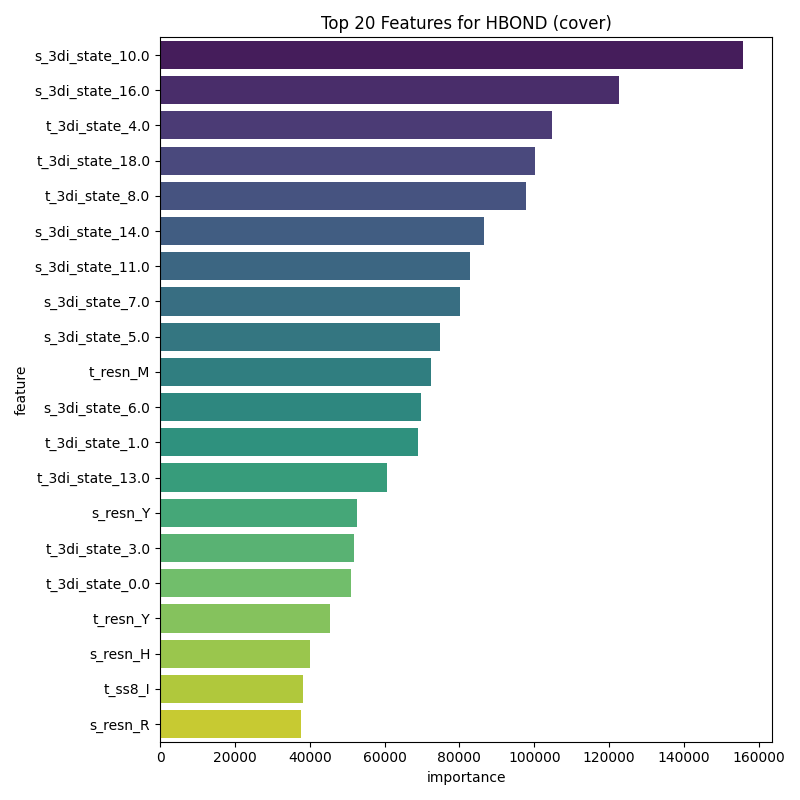 Top 20 Features for HBOND (cover)
s_3di_state_10.0
s_3di_state_16.0
t_3di_state_4.0
t_3di_state_18.0
t_3di_state_8.0
s_3di_state_14.0
s_3di_state_11.0
s_3di_state_7.0
s_3di_state_5.0
t_resn_M
s_3di_state_6.0
t_3di_state_1.0
t_3di_state_13.0
s_resn_Y
t_3di_state_3.0
t_3di_state_0.0
t_resn_Y
s_resn_H
t_ss8_I
s_resn_R
feature
0 20000 40000 60000 80000 100000 120000 140000 160000
importance